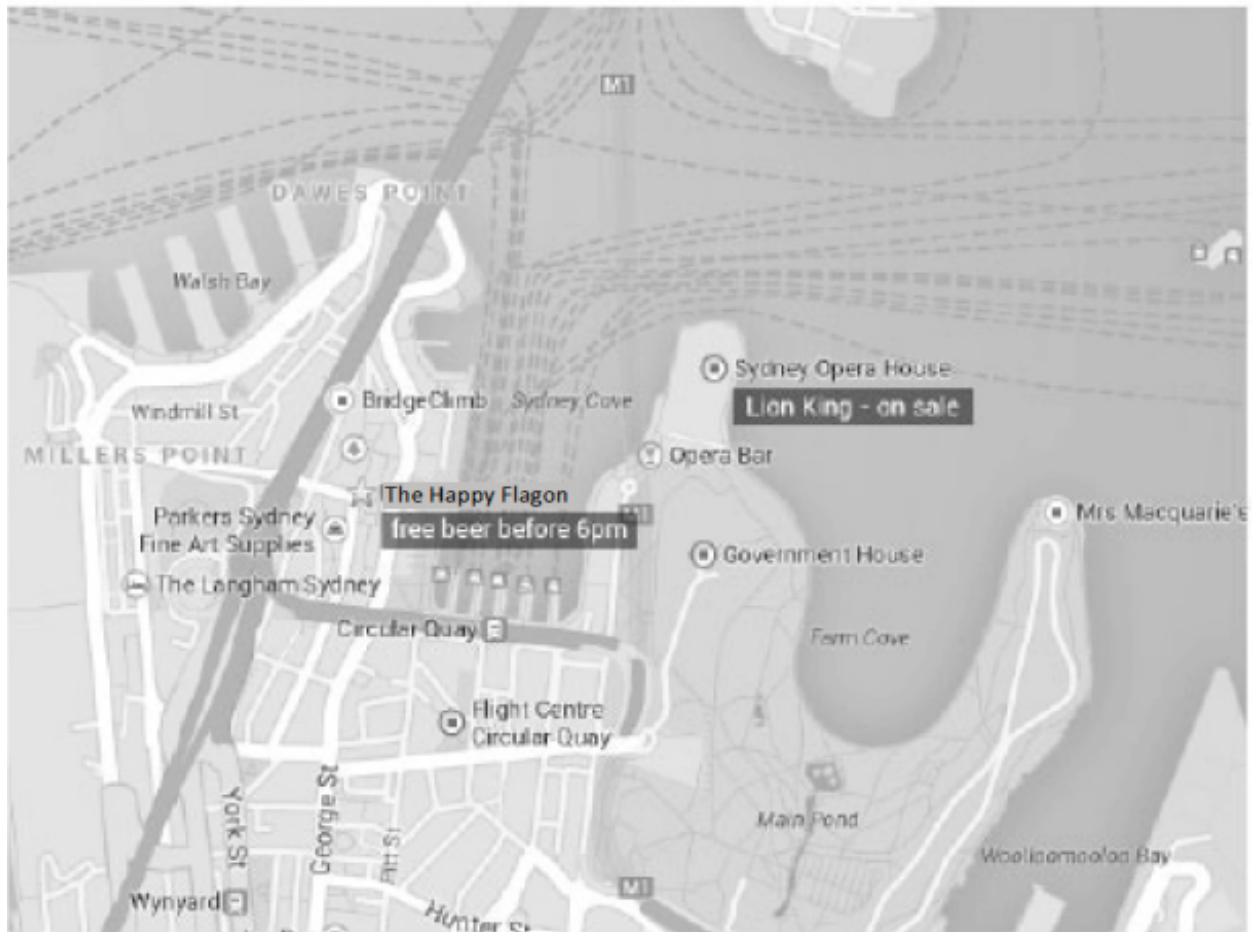 M1
DAWES POINT
Walsh Bay
Sydney Opera House
Lion King - on sale
BridgeClimb
Sydney Cove
Windmill St
MILLERS POINT
Opera Bar
The Happy Flagon
free beer before 6pm
M1
Mrs Macquarie's
Parkers Sydney
Fine Art Supplies
Government House
The Langham Sydney
Circular Quay
Farm Cove
Flight Centre
Circular Quay
York St
George St
Pitt St
Main Pond
Woolloomooloo Bay
Wynyard
M1
Hunter St